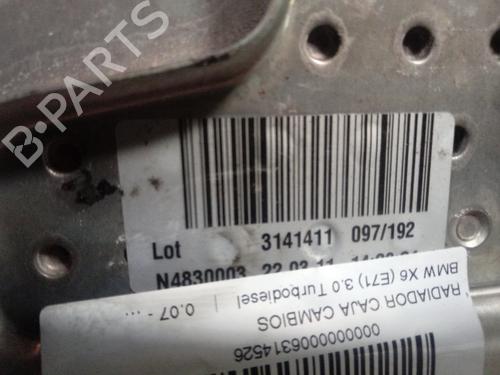 B-PARTS
Lot 3141411 097/192
N4830003 22.03.11
0000000006314526
RADIADOR CAJA CAMBIOS
BMW X6 (E71) 3.0 Turbodiesel 0.07 - ...